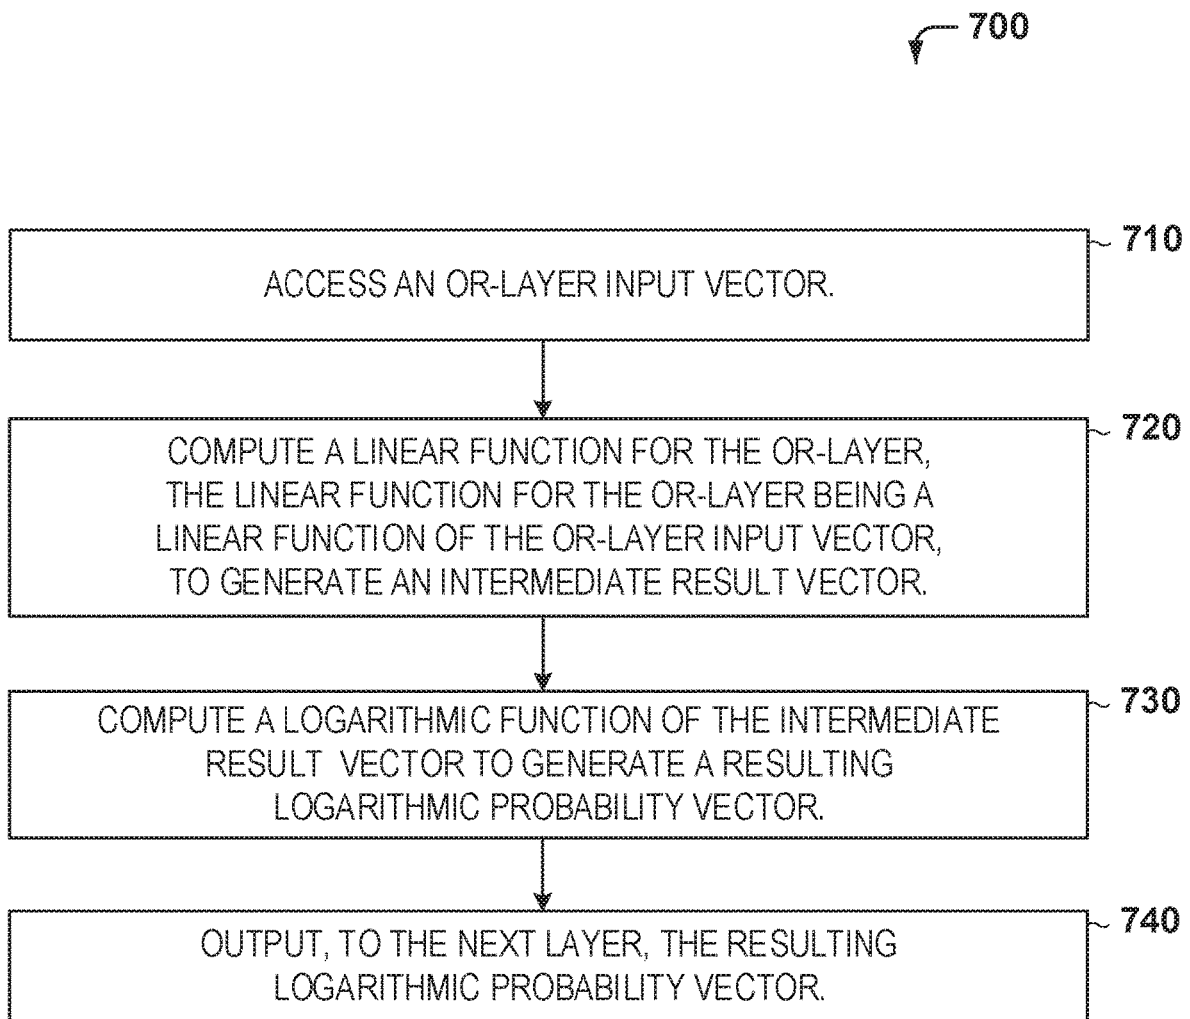 700
710
ACCESS AN OR-LAYER INPUT VECTOR.
720
COMPUTE A LINEAR FUNCTION FOR THE OR-LAYER,
THE LINEAR FUNCTION FOR THE OR-LAYER BEING A
LINEAR FUNCTION OF THE OR-LAYER INPUT VECTOR,
TO GENERATE AN INTERMEDIATE RESULT VECTOR.
730
COMPUTE A LOGARITHMIC FUNCTION OF THE INTERMEDIATE
RESULT VECTOR TO GENERATE A RESULTING
LOGARITHMIC PROBABILITY VECTOR.
740
OUTPUT, TO THE NEXT LAYER, THE RESULTING
LOGARITHMIC PROBABILITY VECTOR.